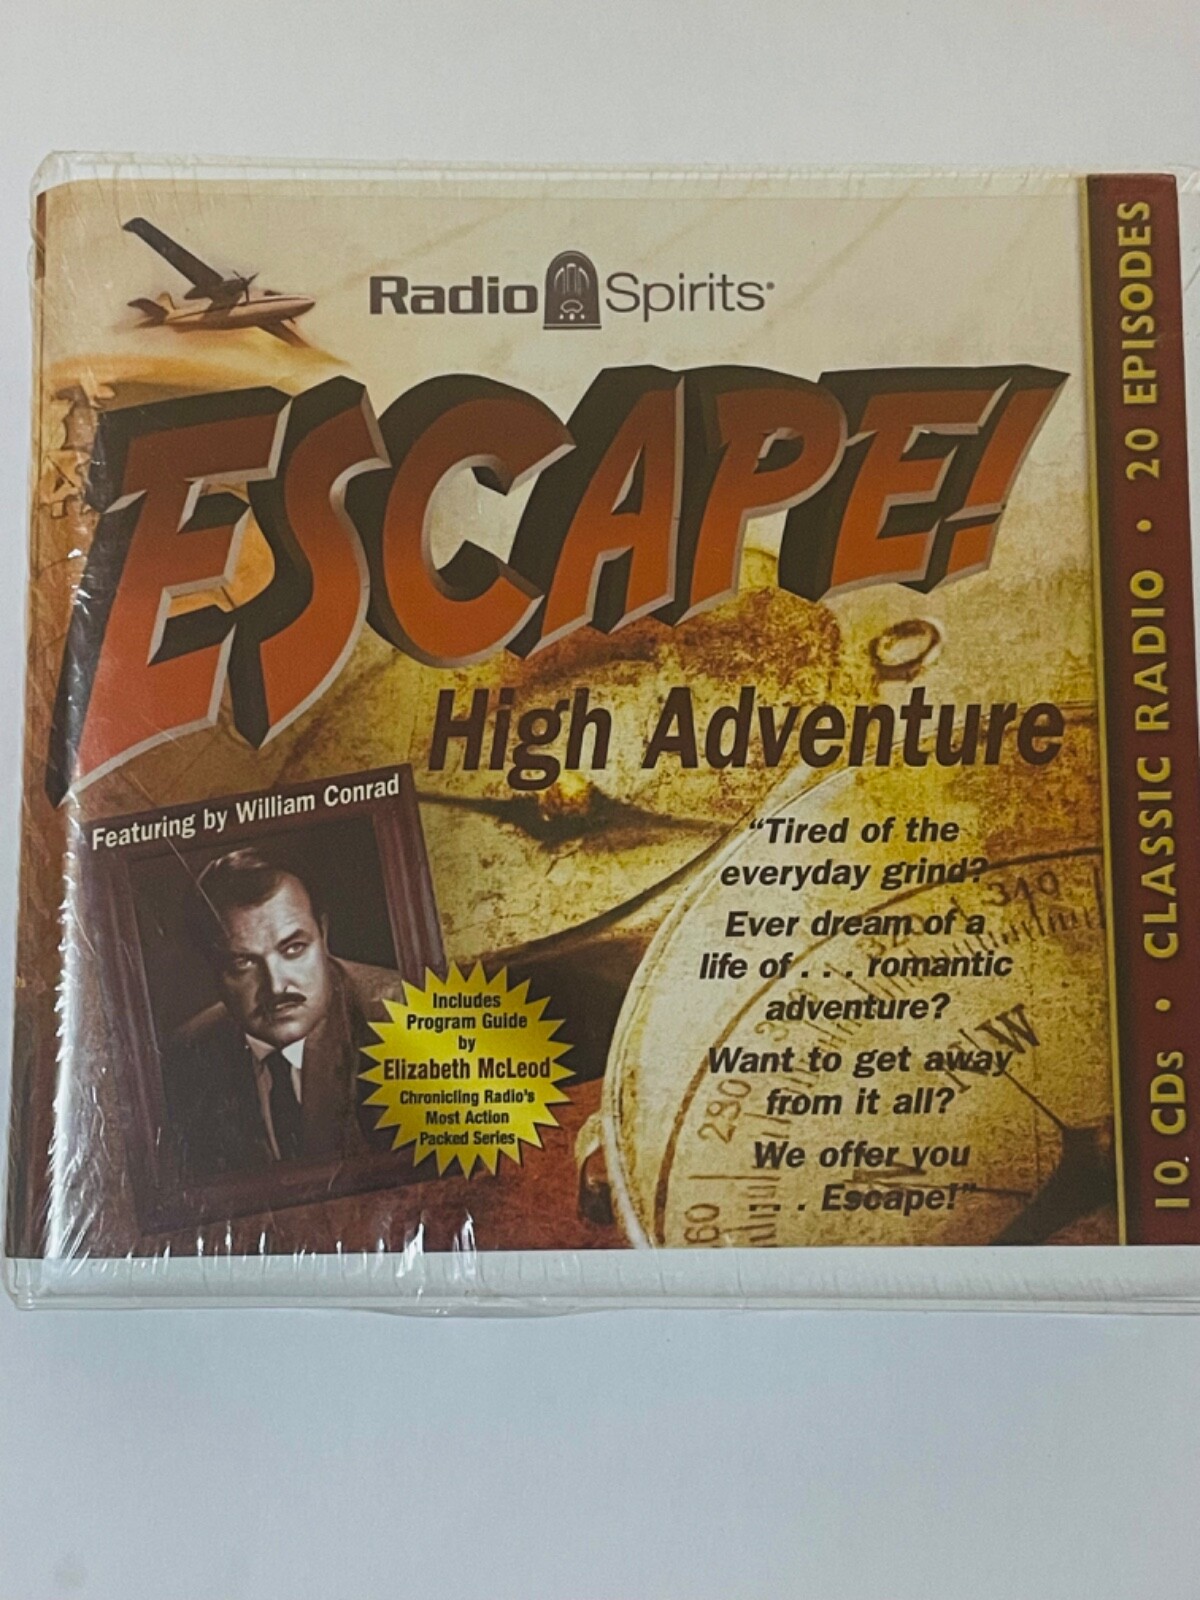 Radio Spirits
ESCAPE!
High Adventure
Featuring by William Conrad
Includes
Program Guide
by
Elizabeth McLeod
Chronicling Radio's
Most Action
Packed Series
"Tired of the
everyday grind?
Ever dream of a
life of . . . romantic
adventure?
Want to get away
from it all?
We offer you
. . . Escape!"
340
W
290
10 CDs • CLASSIC RADIO • 20 EPISODES